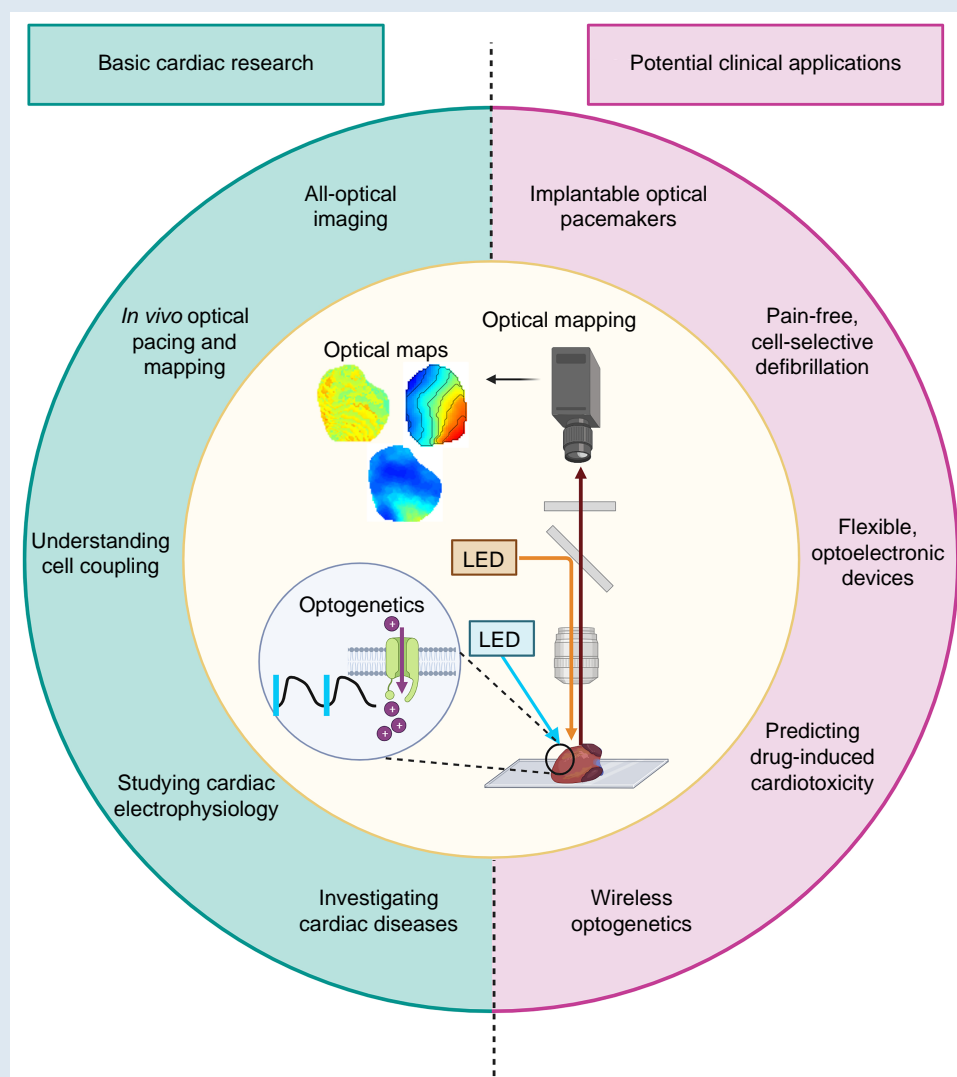 Basic cardiac research
Potential clinical applications
All-optical
imaging
Implantable optical
pacemakers
In vivo optical
pacing and
mapping
Pain-free,
cell-selective
defibrillation
Optical mapping
Optical maps
Understanding
cell coupling
Flexible,
optoelectronic
devices
LED
Optogenetics
LED
+
+
+
+
Studying cardiac
electrophysiology
Predicting
drug-induced
cardiotoxicity
Investigating
cardiac diseases
Wireless
optogenetics